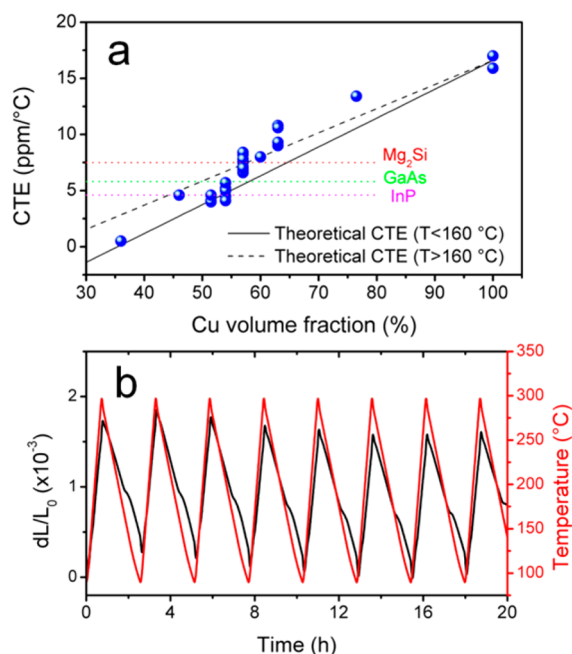 a
CTE (ppm/°C)
20
15
10
5
0
Mg₂Si
GaAs
InP
Theoretical CTE (T<160 °C)
Theoretical CTE (T>160 °C)
30 40 50 60 70 80 90 100
Cu volume fraction (%)
b
dL/L₀ (x10⁻³)
2
1
0
350
300
250
200
150
100
Temperature (°C)
0 4 8 12 16 20
Time (h)